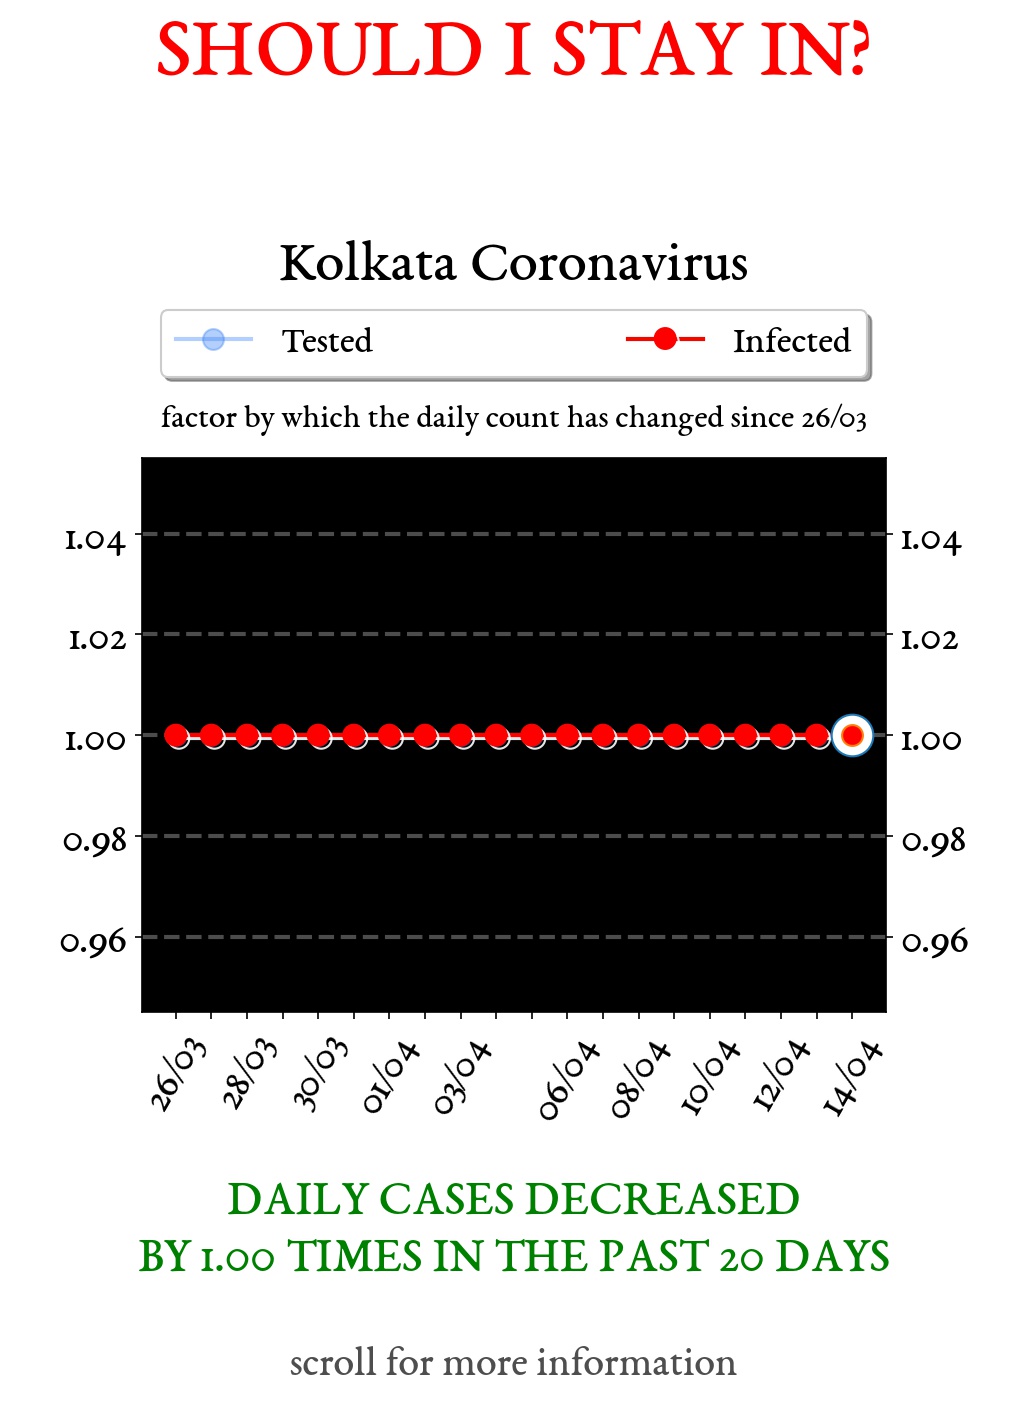 SHOULD I STAY IN?
Kolkata Coronavirus
Tested Infected
factor by which the daily count has changed since 26/03
1.04 1.04
1.02 1.02
1.00 1.00
0.98 0.98
0.96 0.96
26/03 28/03 30/03 01/04 03/04 06/04 08/04 10/04 12/04 14/04
DAILY CASES DECREASED
BY 1.00 TIMES IN THE PAST 20 DAYS
scroll for more information